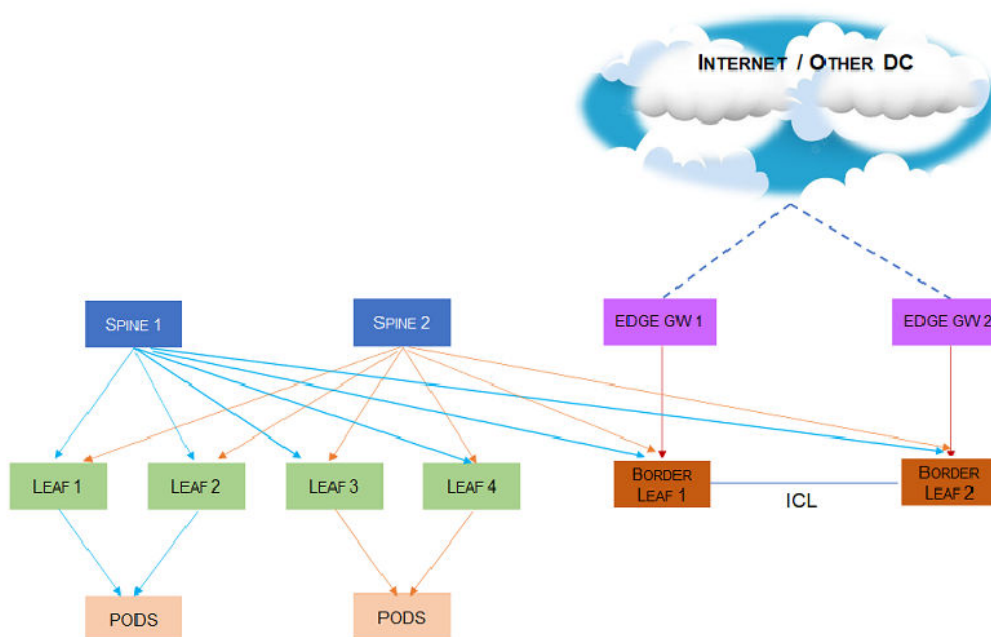 INTERNET / OTHER DC
SPINE 1
SPINE 2
EDGE GW 1
EDGE GW 2
LEAF 1
LEAF 2
LEAF 3
LEAF 4
BORDER
LEAF 1
ICL
BORDER
LEAF 2
PODS
PODS